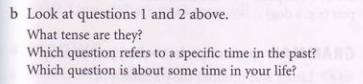 b Look at questions 1 and 2 above.
What tense are they?
Which question refers to a specific time in the past?
Which question is about some time in your life?